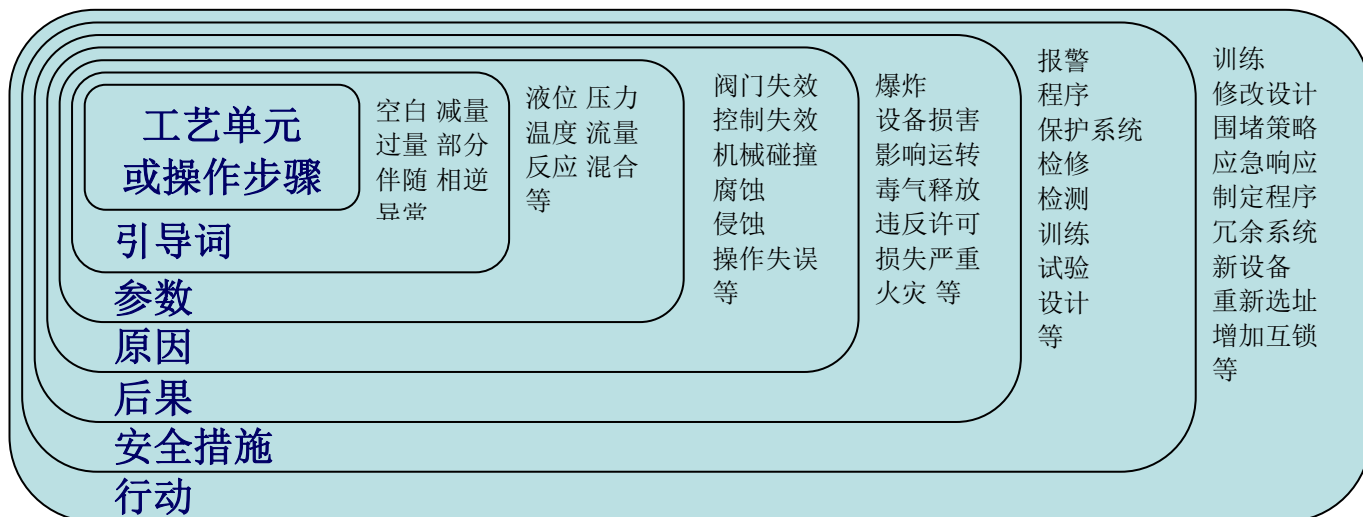 工艺单元
或操作步骤
空白 减量
过量 部分
伴随 相逆
异常
引导词
液位 压力
温度 流量
反应 混合
等
参数
阀门失效
控制失效
机械碰撞
腐蚀
侵蚀
操作失误
等
原因
爆炸
设备损害
影响运转
毒气释放
违反许可
损失严重
火灾 等
后果
报警
程序
保护系统
检修
检测
训练
试验
设计
等
安全措施
训练
修改设计
围堵策略
应急响应
制定程序
冗余系统
新设备
重新选址
增加互锁
等
行动